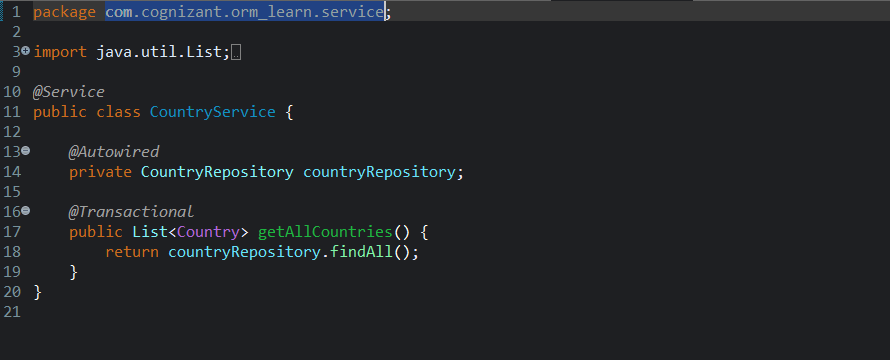 1 package com.cognizant.orm_learn.service;
2
3 import java.util.List;
9
10 @Service
11 public class CountryService {
12
13     @Autowired
14     private CountryRepository countryRepository;
15
16     @Transactional
17     public List<Country> getAllCountries() {
18         return countryRepository.findAll();
19     }
20 }
21